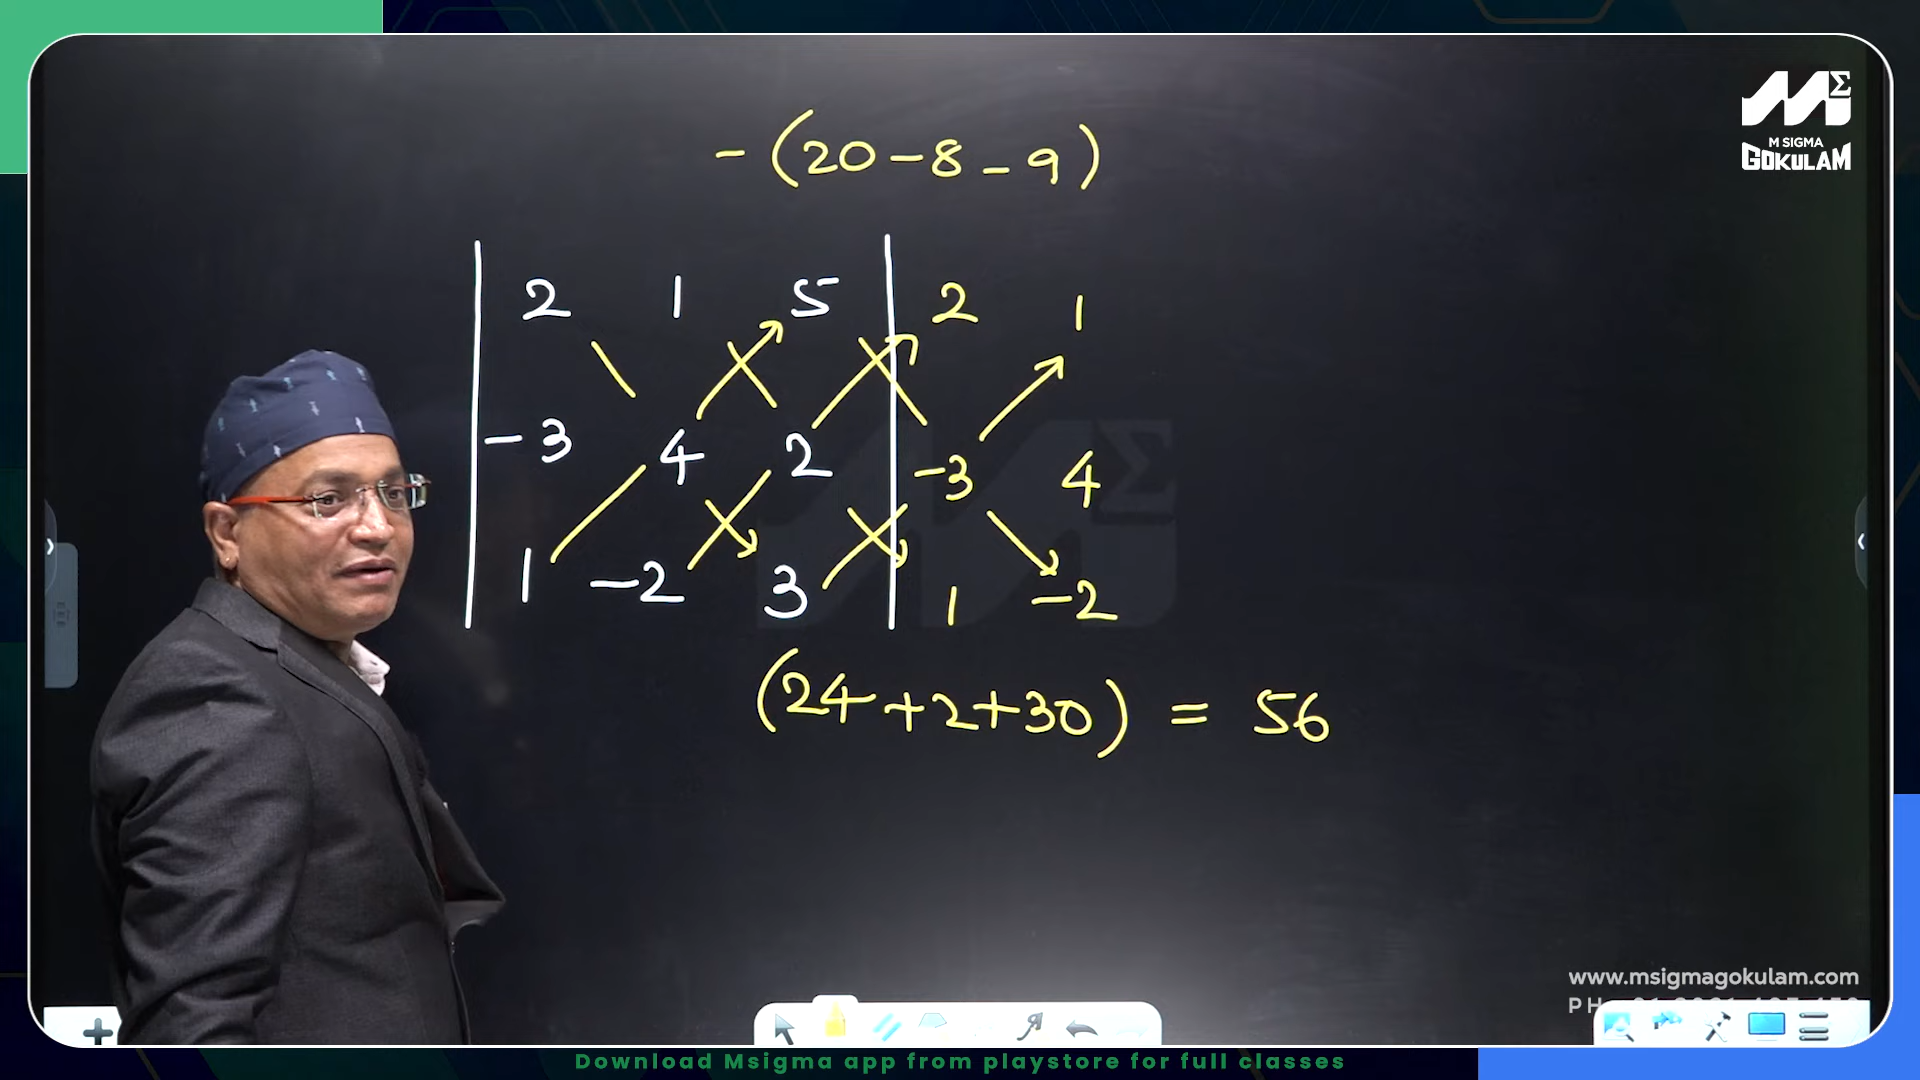 MΣ
M SIGMA
GOKULAM
- (20 - 8 - 9)
2 1 5 2 1
-3 4 2 -3 4
1 -2 3 1 -2
(24 + 2 + 30) = 56
www.msigmagokulam.com
Download Msigma app from playstore for full classes